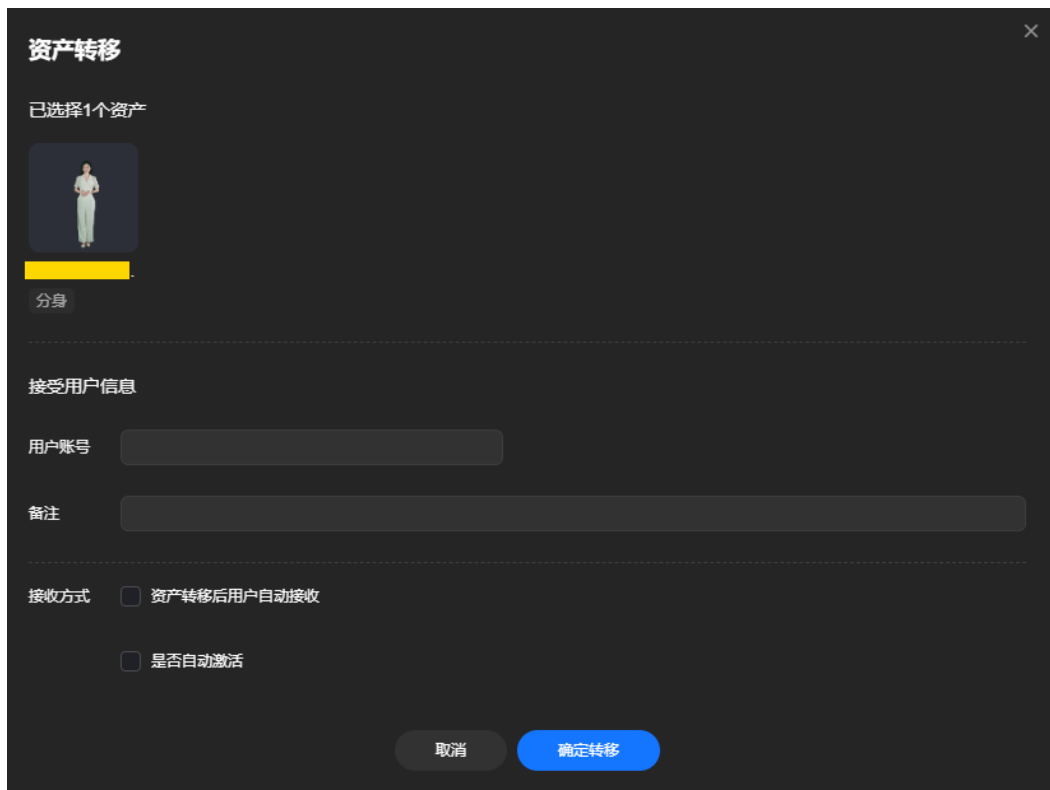 资产转移
已选择1个资产
分身
接受用户信息
用户账号
备注
接收方式
资产转移后用户自动接收
是否自动激活
取消
确定转移